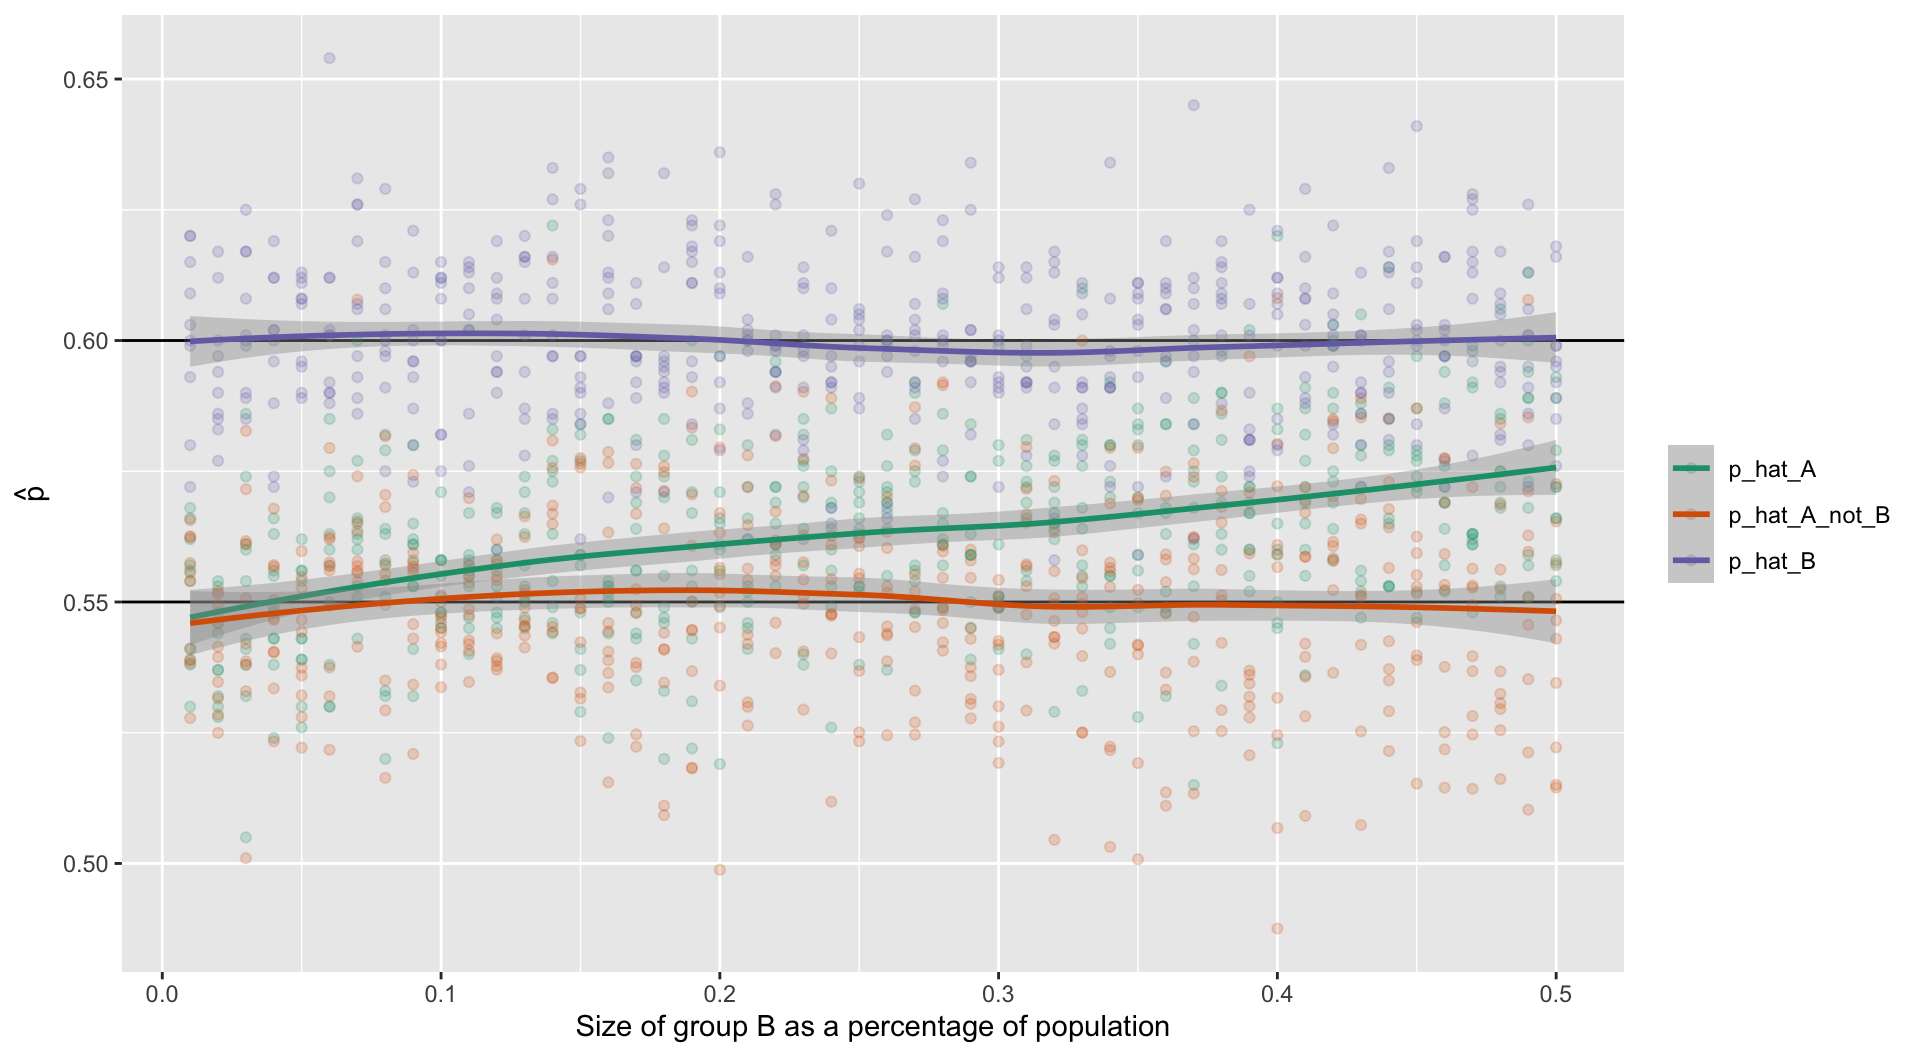 0.65
0.60
0.55
0.50
p̂
0.0 0.1 0.2 0.3 0.4 0.5
Size of group B as a percentage of population
p_hat_A
p_hat_A_not_B
p_hat_B